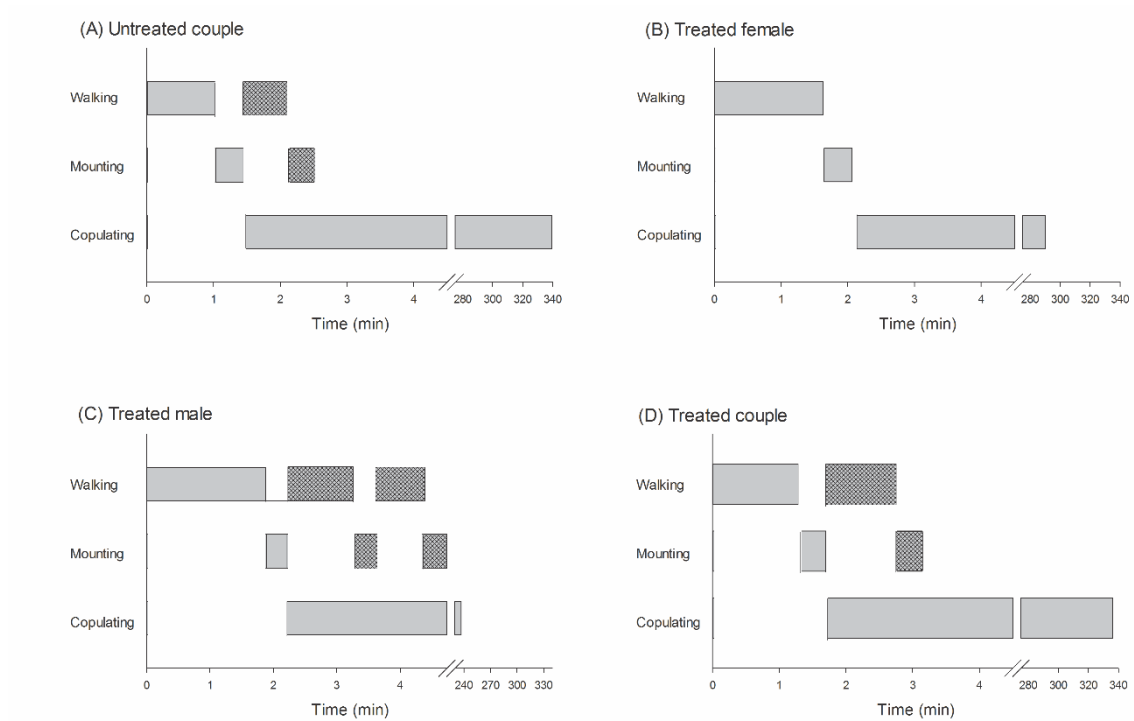 (A) Untreated couple
Walking
Mounting
Copulating
0 1 2 3 4 280 300 320 340
Time (min)
(B) Treated female
Walking
Mounting
Copulating
0 1 2 3 4 280 300 320 340
Time (min)
(C) Treated male
Walking
Mounting
Copulating
0 1 2 3 4 240 270 300 330
Time (min)
(D) Treated couple
Walking
Mounting
Copulating
0 1 2 3 4 280 300 320 340
Time (min)